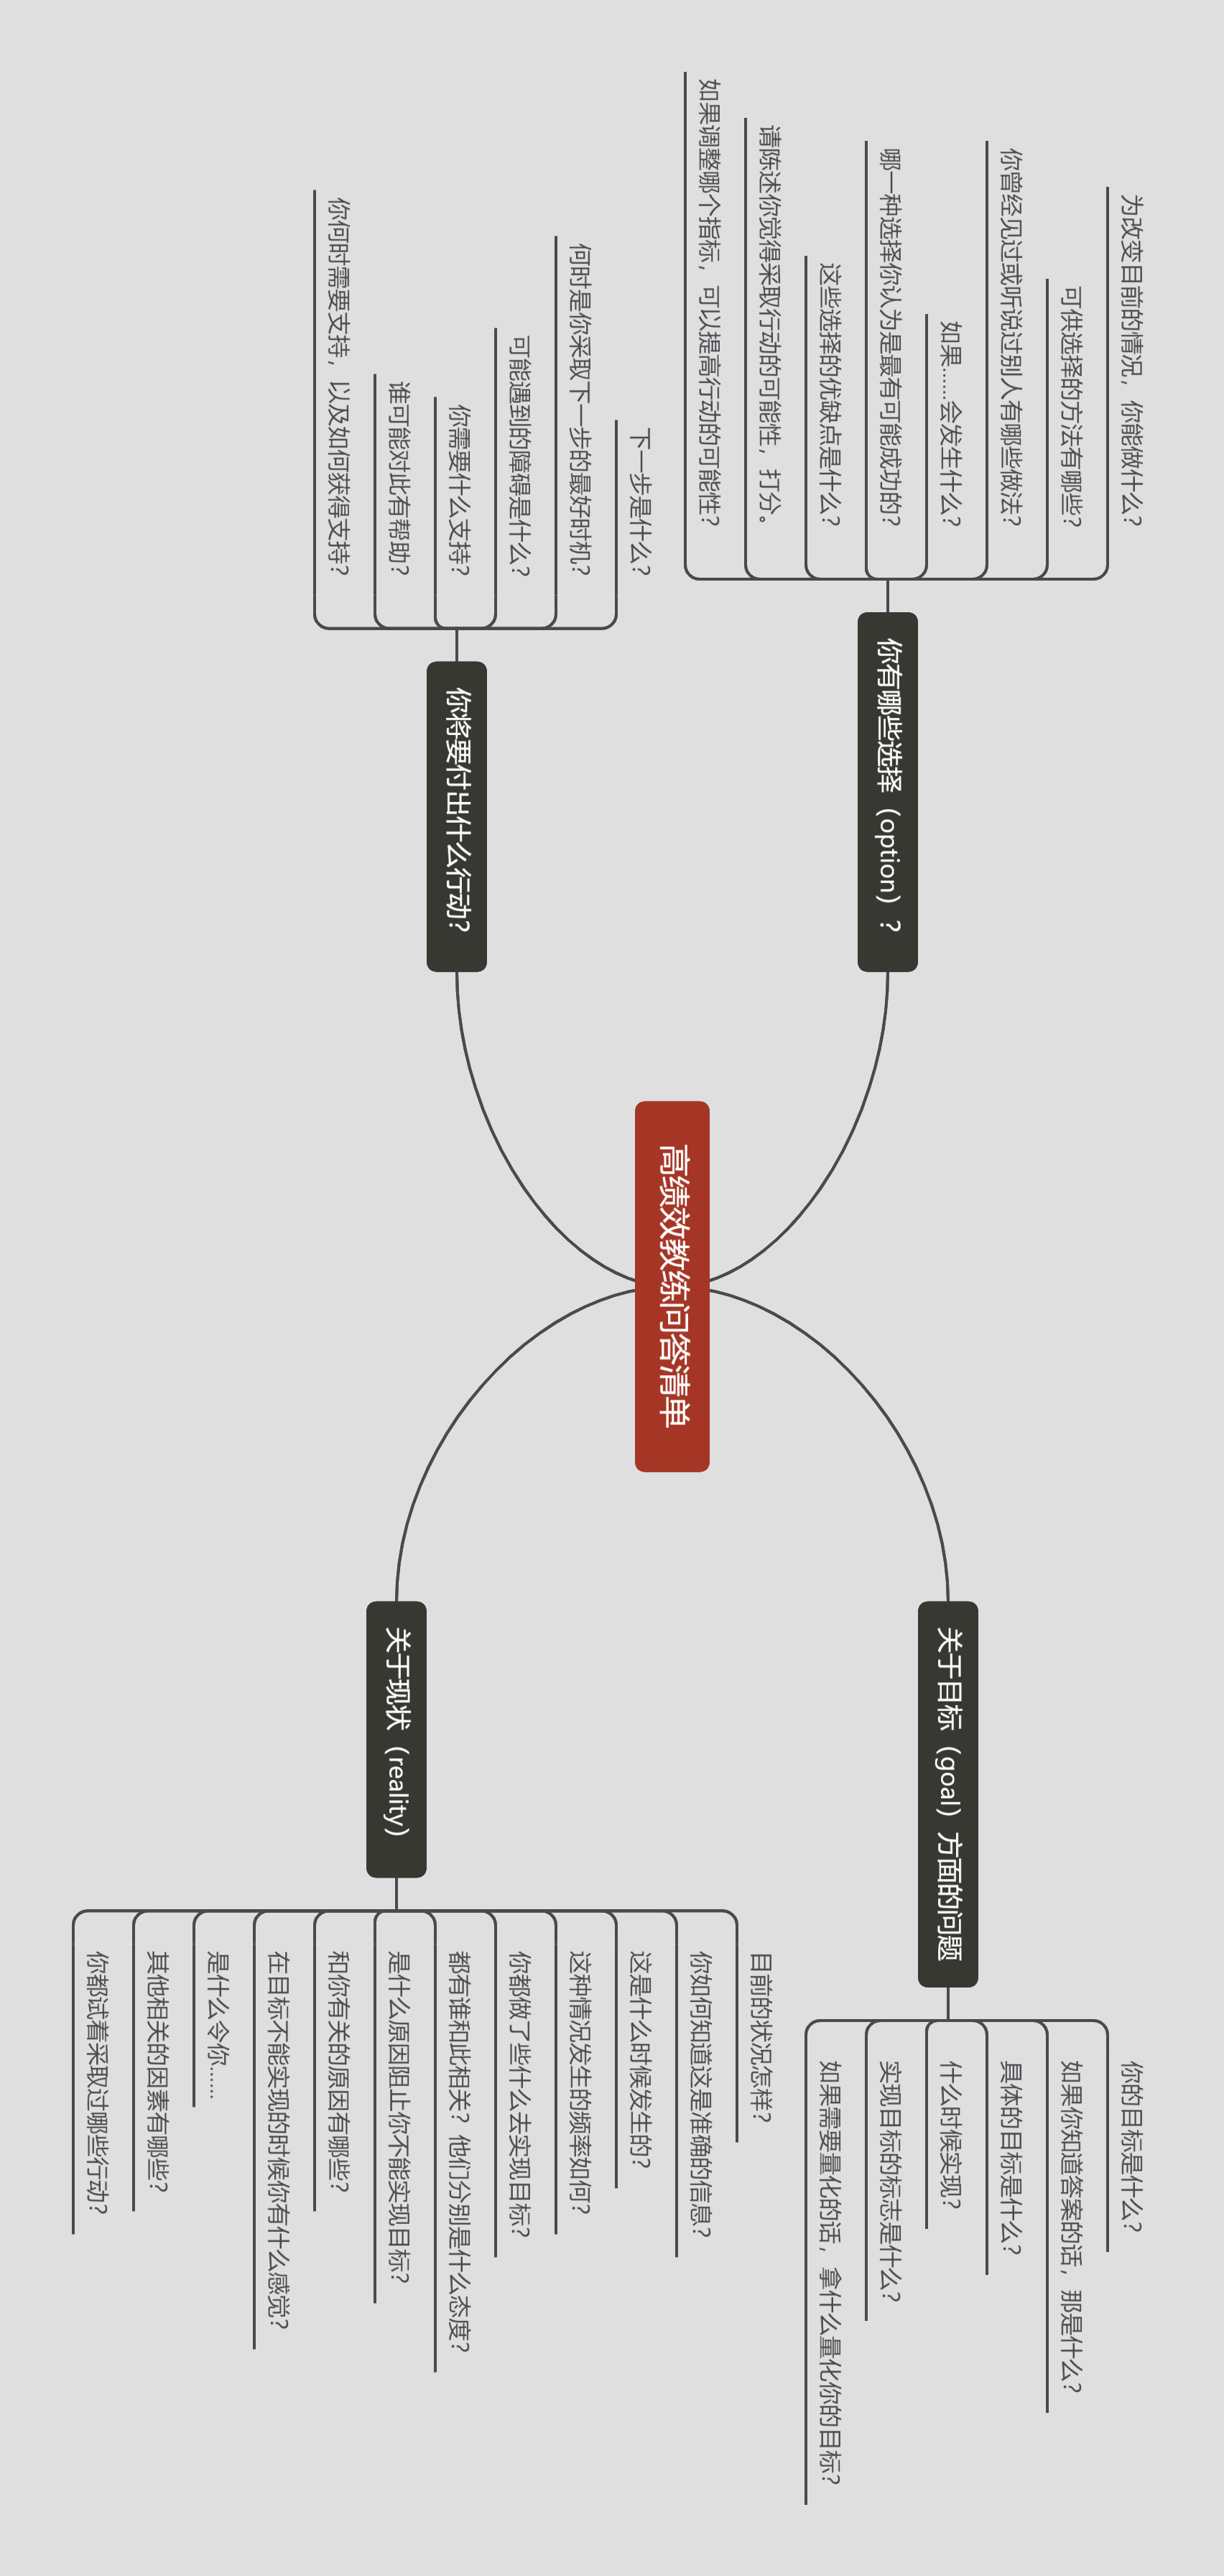 高绩效教练问答清单
关于目标（goal）方面的问题
你的目标是什么？
如果你知道答案的话，那是什么？
具体的目标是什么？
什么时候实现？
实现目标的标志是什么？
如果需要量化的话，拿什么量化你的目标？
关于现状（reality）
目前的状况怎样？
你如何知道这是准确的信息？
这是什么时候发生的？
这种情况发生的频率如何？
你都做了些什么去实现目标？
都有谁和此相关？他们分别是什么态度？
是什么原因阻止你不能实现目标？
和你有关的原因有哪些？
在目标不能实现的时候你有什么感觉？
是什么令你……
其他相关的因素有哪些？
你都试着采取过哪些行动？
你有哪些选择（option）？
为改变目前的情况，你能做什么？
可供选择的方法有哪些？
你曾经见过或听说过别人有哪些做法？
如果……会发生什么？
哪一种选择你认为是最有可能成功的？
这些选择的优缺点是什么？
请陈述你觉得采取行动的可能性，打分。
如果调整哪个指标，可以提高行动的可能性？
你将要付出什么行动？
下一步是什么？
何时是你采取下一步的最好时机？
可能遇到的障碍是什么？
你需要什么支持？
谁可能对此有帮助？
你何时需要支持，以及如何获得支持？